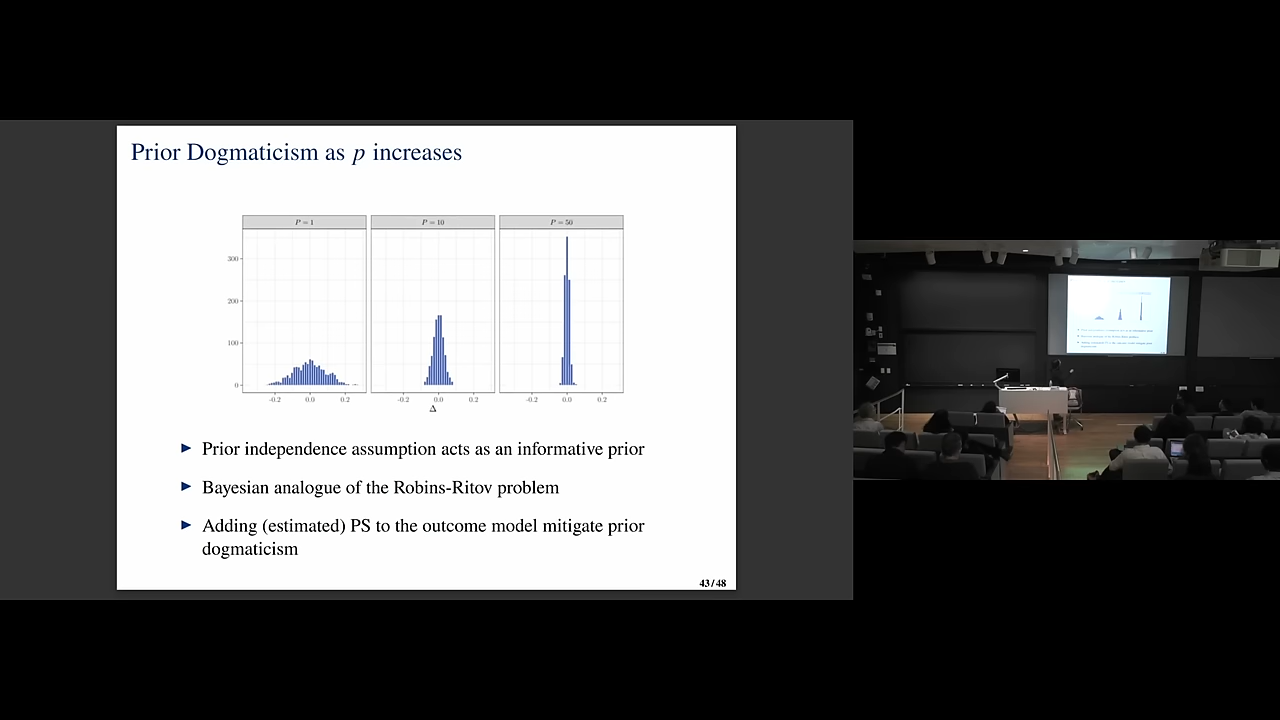 Prior Dogmaticism as p increases
P = 1
P = 10
P = 50
300
200
100
0
-0.2 0.0 0.2
-0.2 0.0 0.2
-0.2 0.0 0.2
Δ
Prior independence assumption acts as an informative prior
Bayesian analogue of the Robins-Ritov problem
Adding (estimated) PS to the outcome model mitigate prior
dogmaticism
43/48